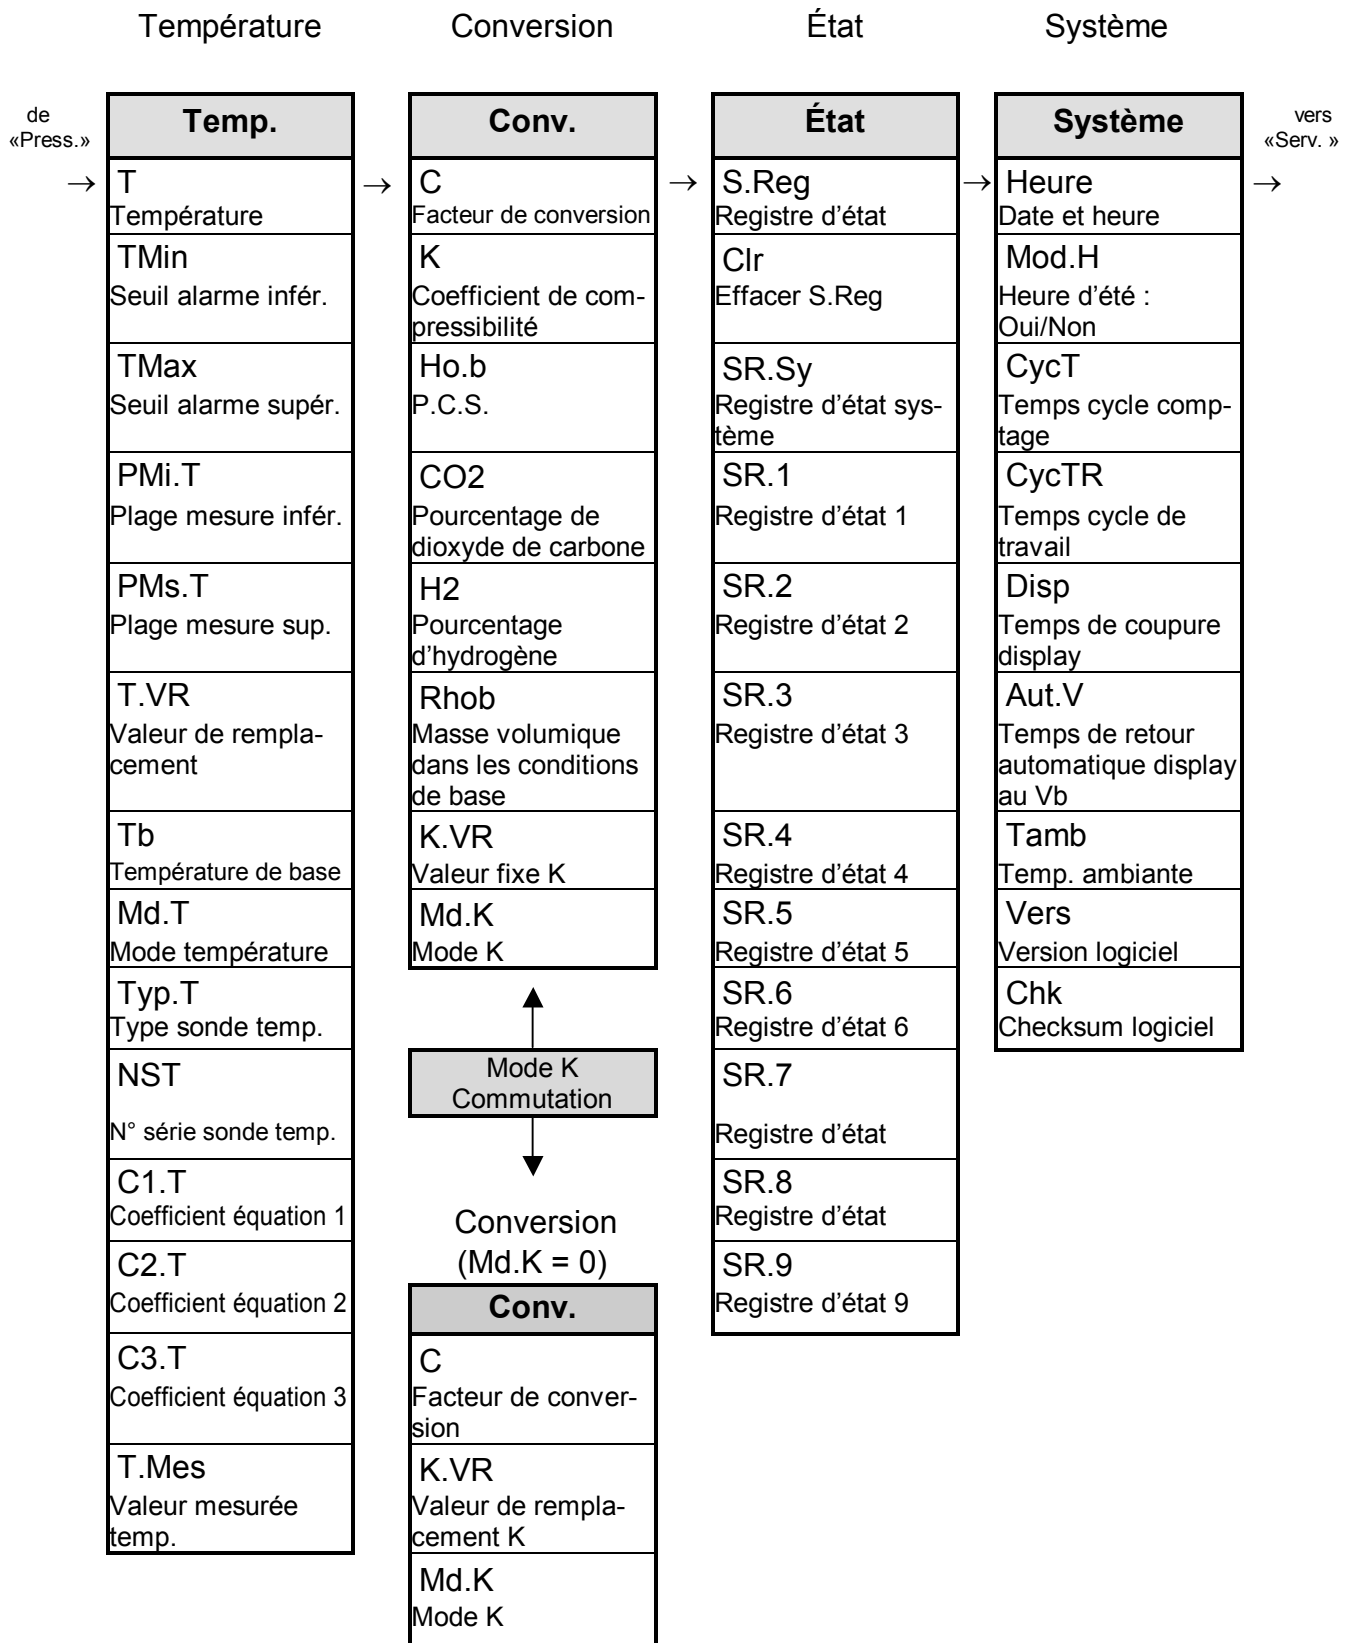 Température
Conversion
État
Système
de
«Press.»
→
Temp.
T
Température
TMin
Seuil alarme infér.
TMax
Seuil alarme supér.
PMi.T
Plage mesure infér.
PMs.T
Plage mesure sup.
T.VR
Valeur de rempla-
cement
Tb
Température de base
Md.T
Mode température
Typ.T
Type sonde temp.
NST
N° série sonde temp.
C1.T
Coefficient équation 1
C2.T
Coefficient équation 2
C3.T
Coefficient équation 3
T.Mes
Valeur mesurée
temp.
→
Conv.
C
Facteur de conversion
K
Coefficient de com-
pressibilité
Ho.b
P.C.S.
CO2
Pourcentage de
dioxyde de carbone
H2
Pourcentage
d’hydrogène
Rhob
Masse volumique
dans les conditions
de base
K.VR
Valeur fixe K
Md.K
Mode K
Mode K
Commutation
Conversion
(Md.K = 0)
Conv.
C
Facteur de conver-
sion
K.VR
Valeur de rempla-
cement K
Md.K
Mode K
→
État
S.Reg
Registre d’état
Clr
Effacer S.Reg
SR.Sy
Registre d’état sys-
tème
SR.1
Registre d’état 1
SR.2
Registre d’état 2
SR.3
Registre d’état 3
SR.4
Registre d’état 4
SR.5
Registre d’état 5
SR.6
Registre d’état 6
SR.7
Registre d’état
SR.8
Registre d’état
SR.9
Registre d’état 9
→
Système
Heure
Date et heure
Mod.H
Heure d’été :
Oui/Non
CycT
Temps cycle comp-
tage
CycTR
Temps cycle de
travail
Disp
Temps de coupure
display
Aut.V
Temps de retour
automatique display
au Vb
Tamb
Temp. ambiante
Vers
Version logiciel
Chk
Checksum logiciel
vers
«Serv. »
→